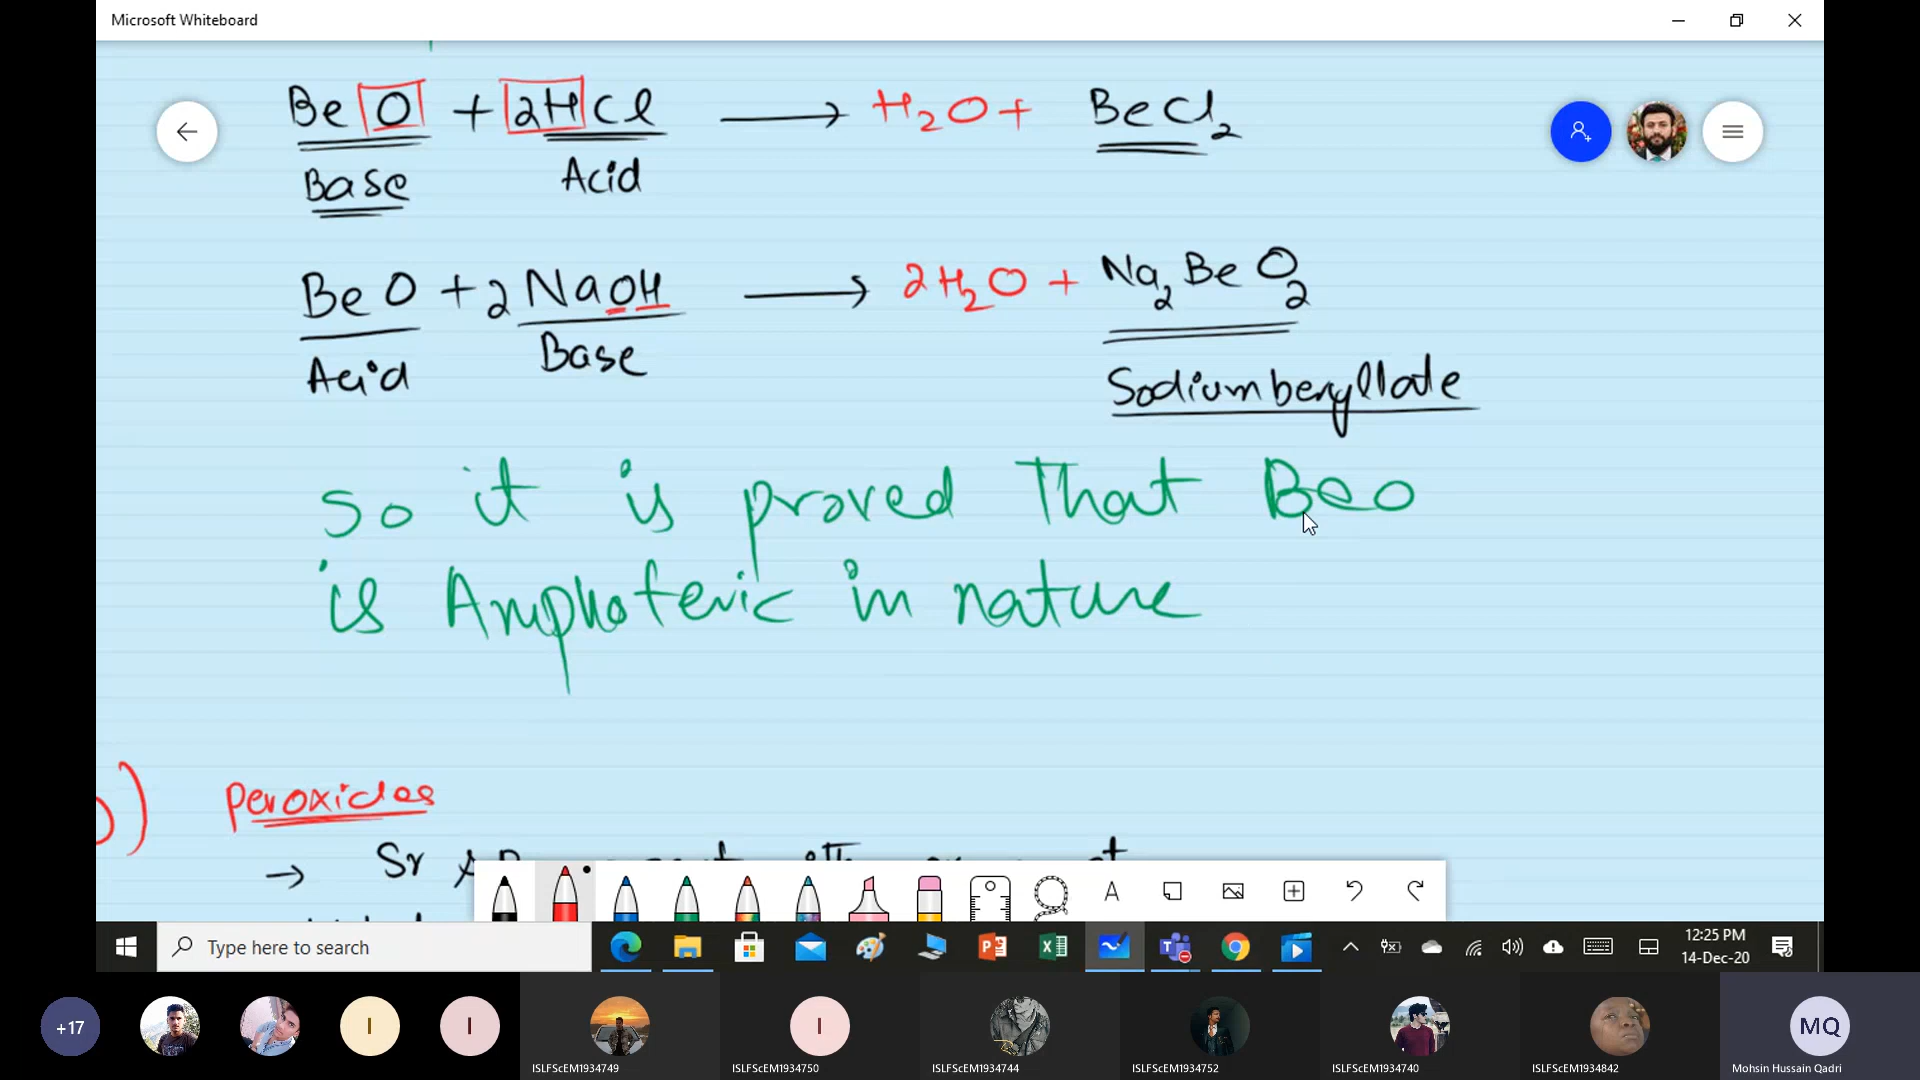 Microsoft Whiteboard
BeO + 2HCl → H2O + BeCl2
Base Acid
BeO + 2NaOH → 2H2O + Na2BeO2
Acid Base
Sodium beryllate
So it is proved That BeO
is Amphoteric in nature
) Peroxides
→ Sr
A
Type here to search
12:25 PM
14-Dec-20
+17
I
I
I
MQ
ISLFScEM1934749
ISLFScEM1934750
ISLFScEM1934744
ISLFScEM1934752
ISLFScEM1934740
ISLFScEM1934842
Mohsin Hussain Qadri